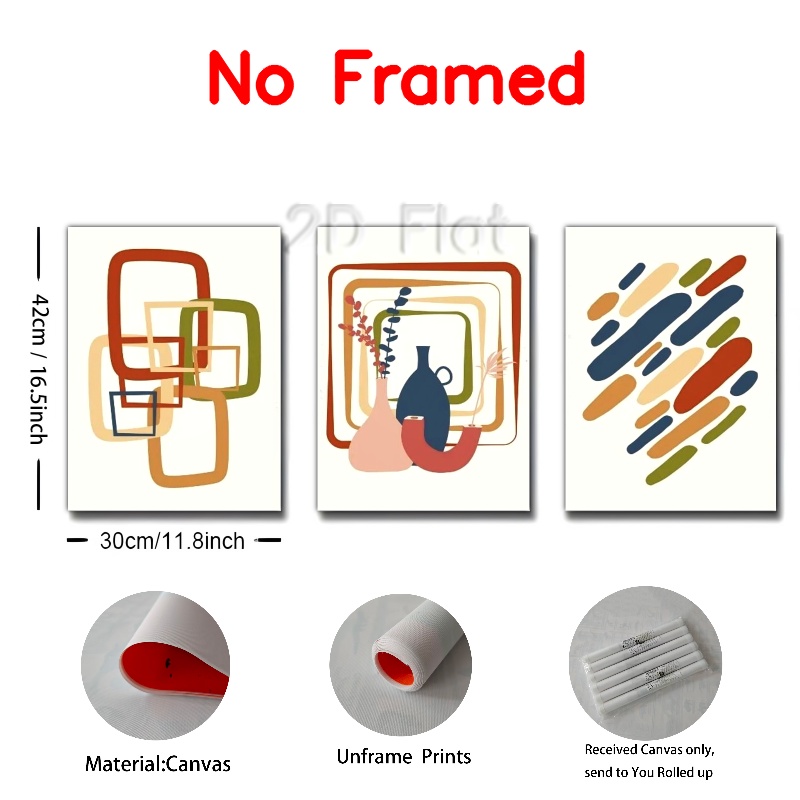 No Framed
2D Flat
42cm / 16.5inch
30cm/11.8inch
Material:Canvas
Unframe Prints
Received Canvas only,
send to You Rolled up